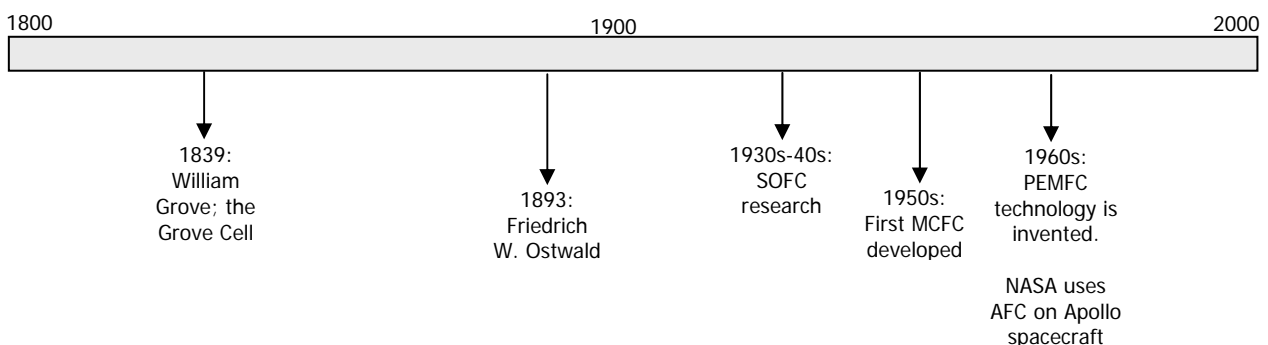 1800
1900
2000
1839:
William
Grove; the
Grove Cell
1893:
Friedrich
W. Ostwald
1930s-40s:
SOFC
research
1950s:
First MCFC
developed
1960s:
PEMFC
technology is
invented.
NASA uses
AFC on Apollo
spacecraft